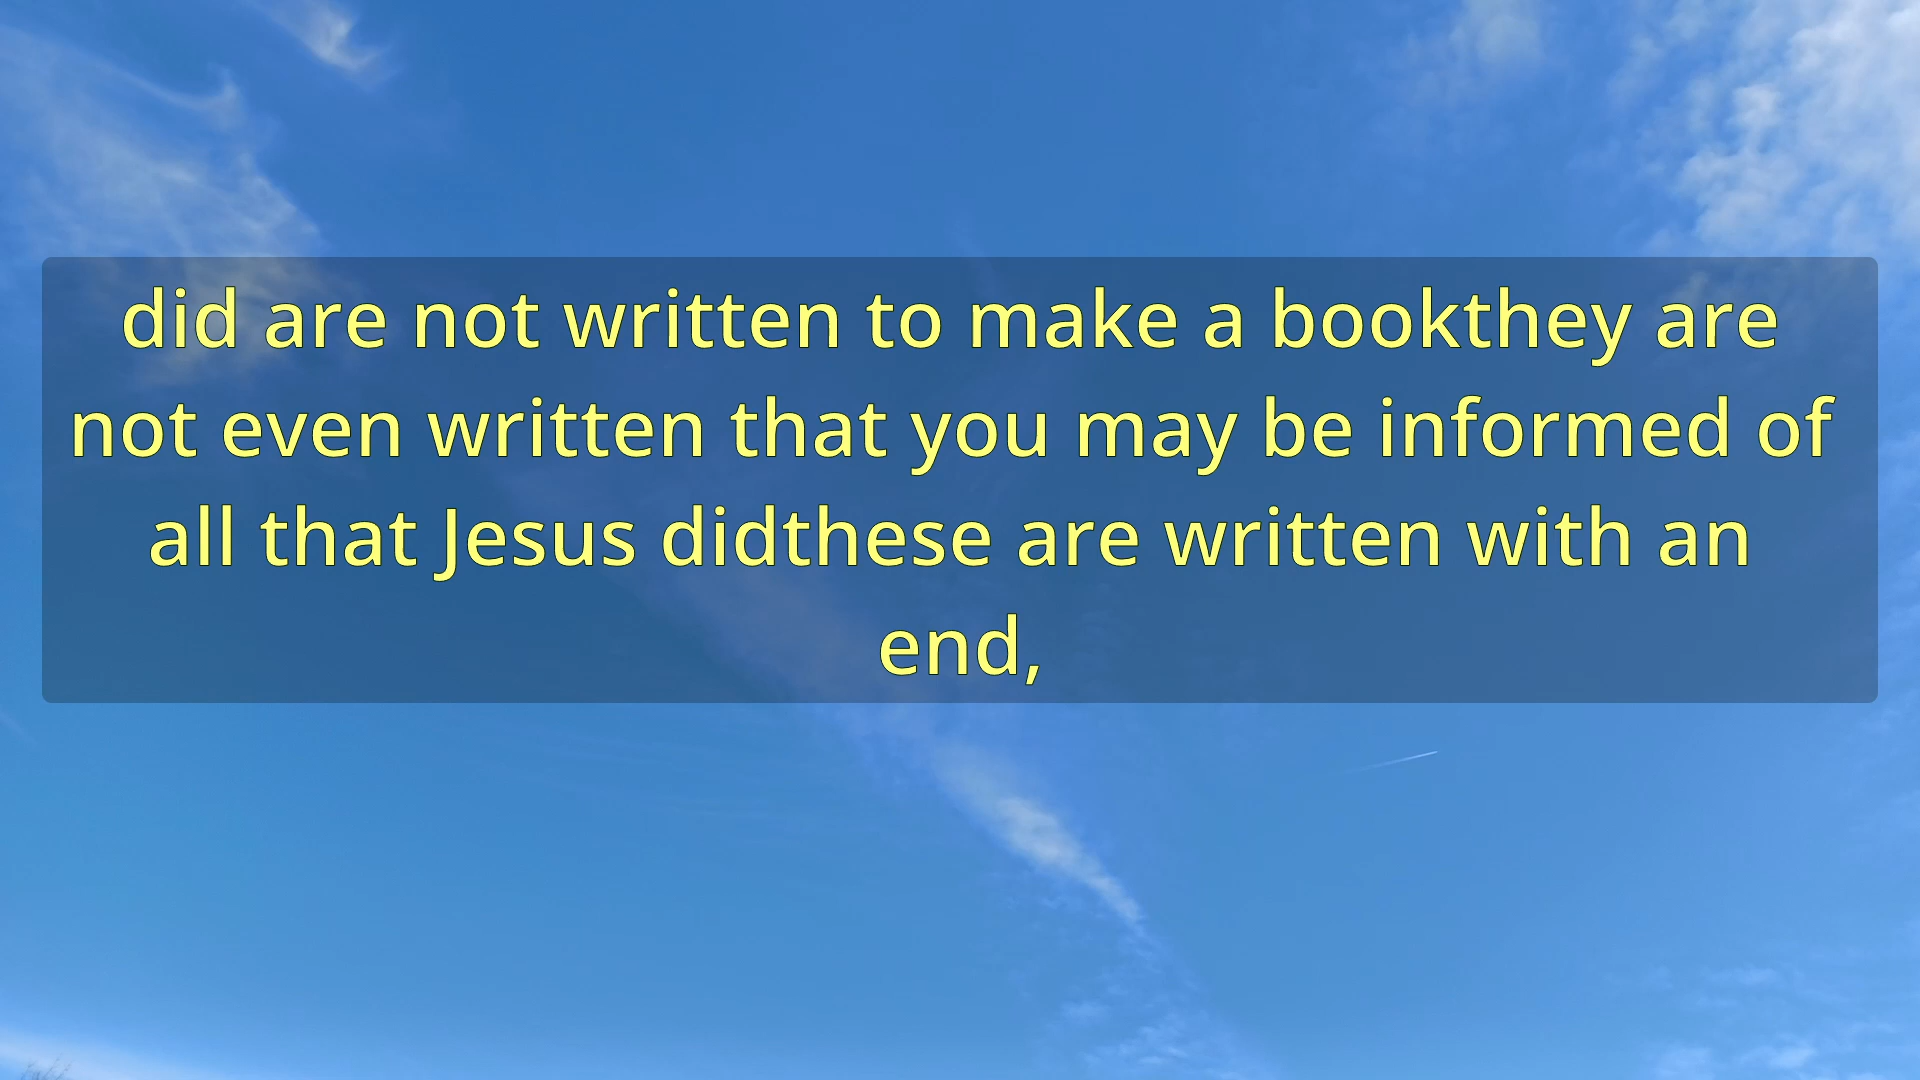 did are not written to make a bookthey are
not even written that you may be informed of
all that Jesus didthese are written with an
end,